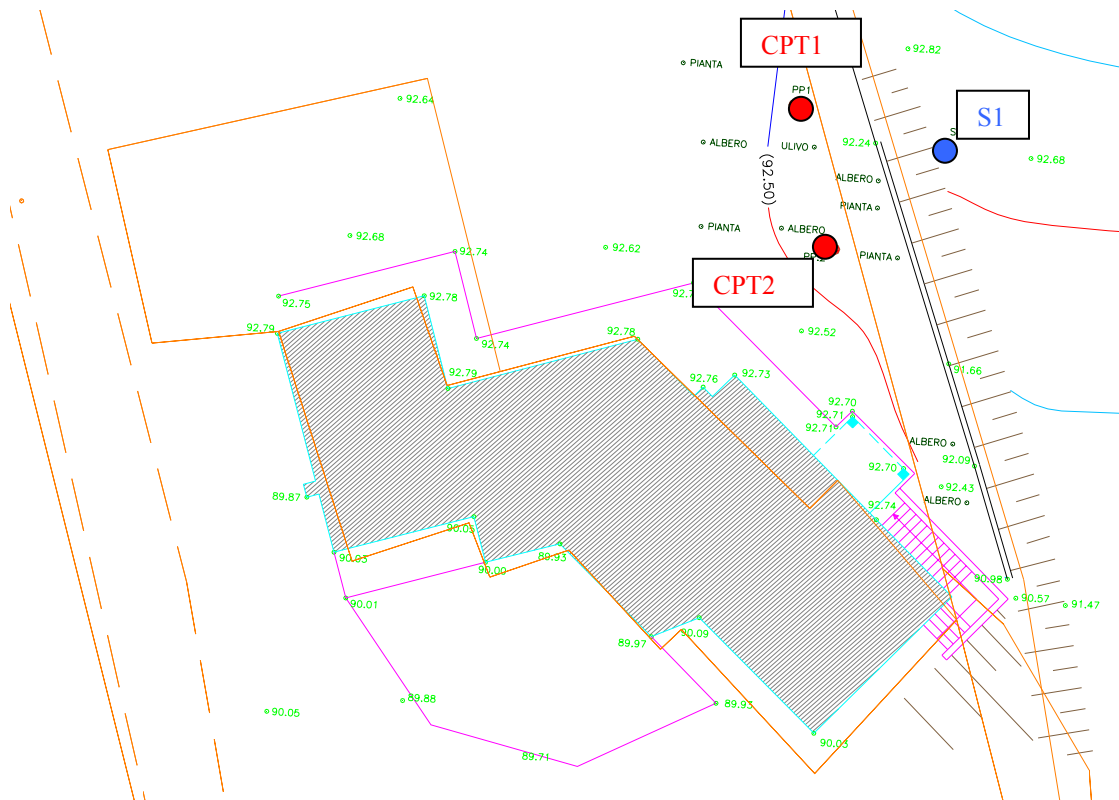 CPT1
92.82
PIANTA
92.64
PP1
S1
92.24
ALBERO
ULIVO
92.68
(92.50)
ALBERO
PIANTA
92.68
92.74
92.62
PIANTA
ALBERO
PIANTA
92.75
92.78
CPT2
92.79
92.74
92.78
92.52
91.66
92.79
92.76
92.73
92.70
92.71
92.71
ALBERO
92.09
92.70
92.43
89.87
ALBERO
92.74
90.05
90.03
90.00
89.93
90.98
90.01
90.57
91.47
90.09
89.97
89.88
89.93
90.05
90.03
89.71